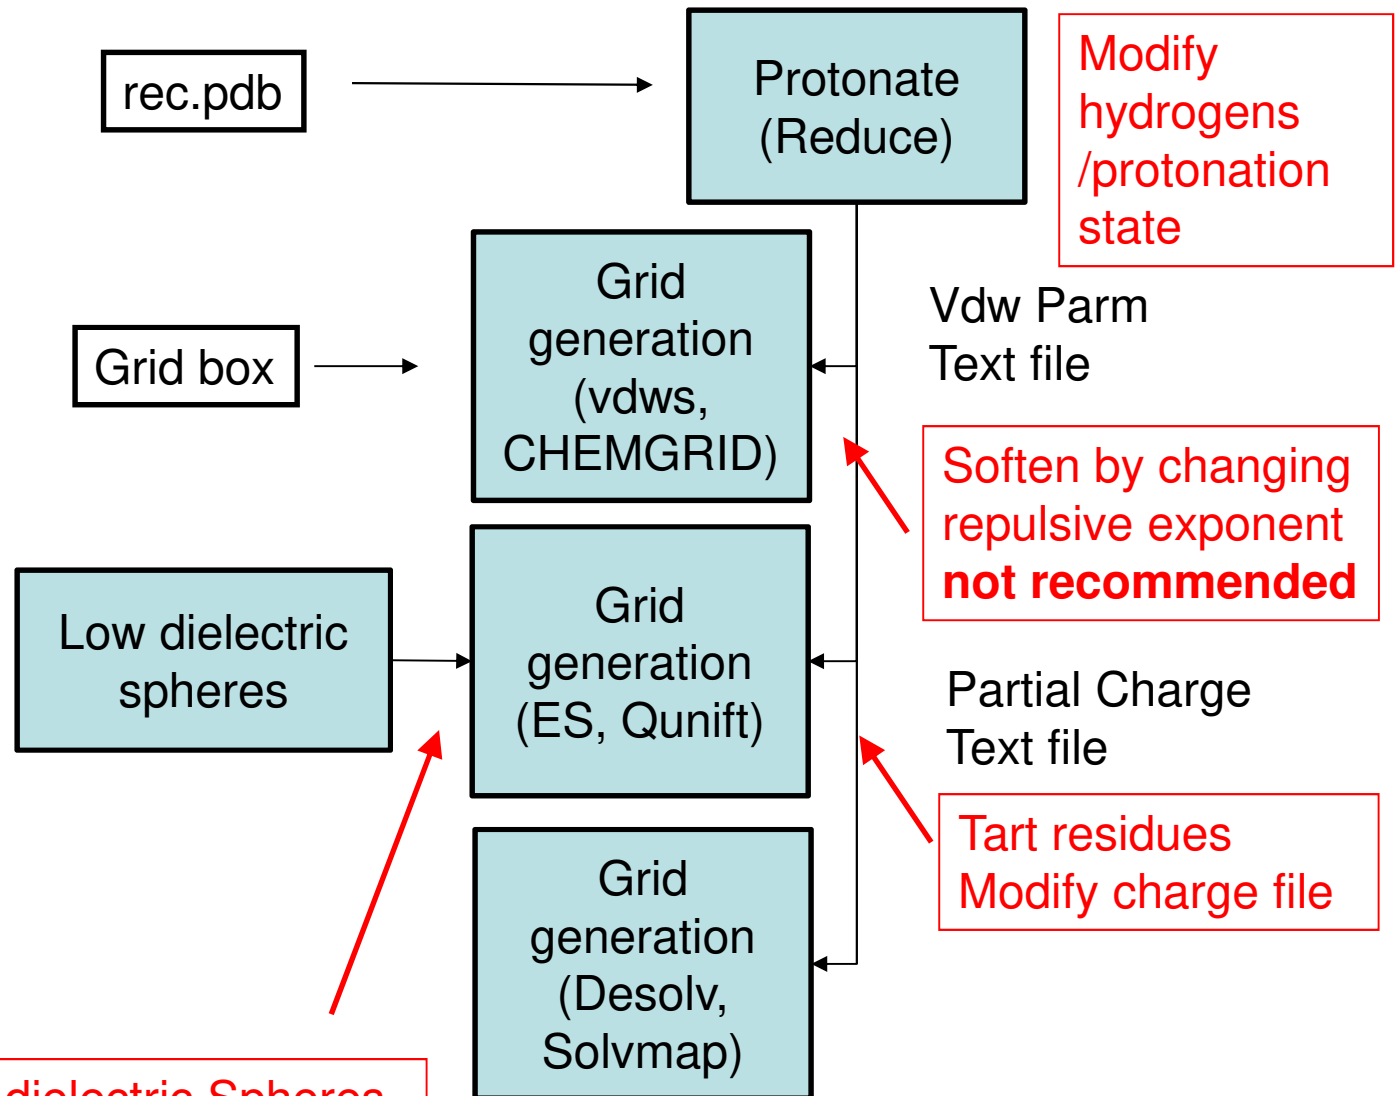 rec.pdb
Protonate
(Reduce)
Modify
hydrogens
/protonation
state
Grid
generation
(vdws,
CHEMGRID)
Grid box
Vdw Parm
Text file
Soften by changing
repulsive exponent
not recommended
Low dielectric
spheres
Grid
generation
(ES, Qunift)
Partial Charge
Text file
Tart residues
Modify charge file
Grid
generation
(Desolv,
Solvmap)
dielectric Spheres